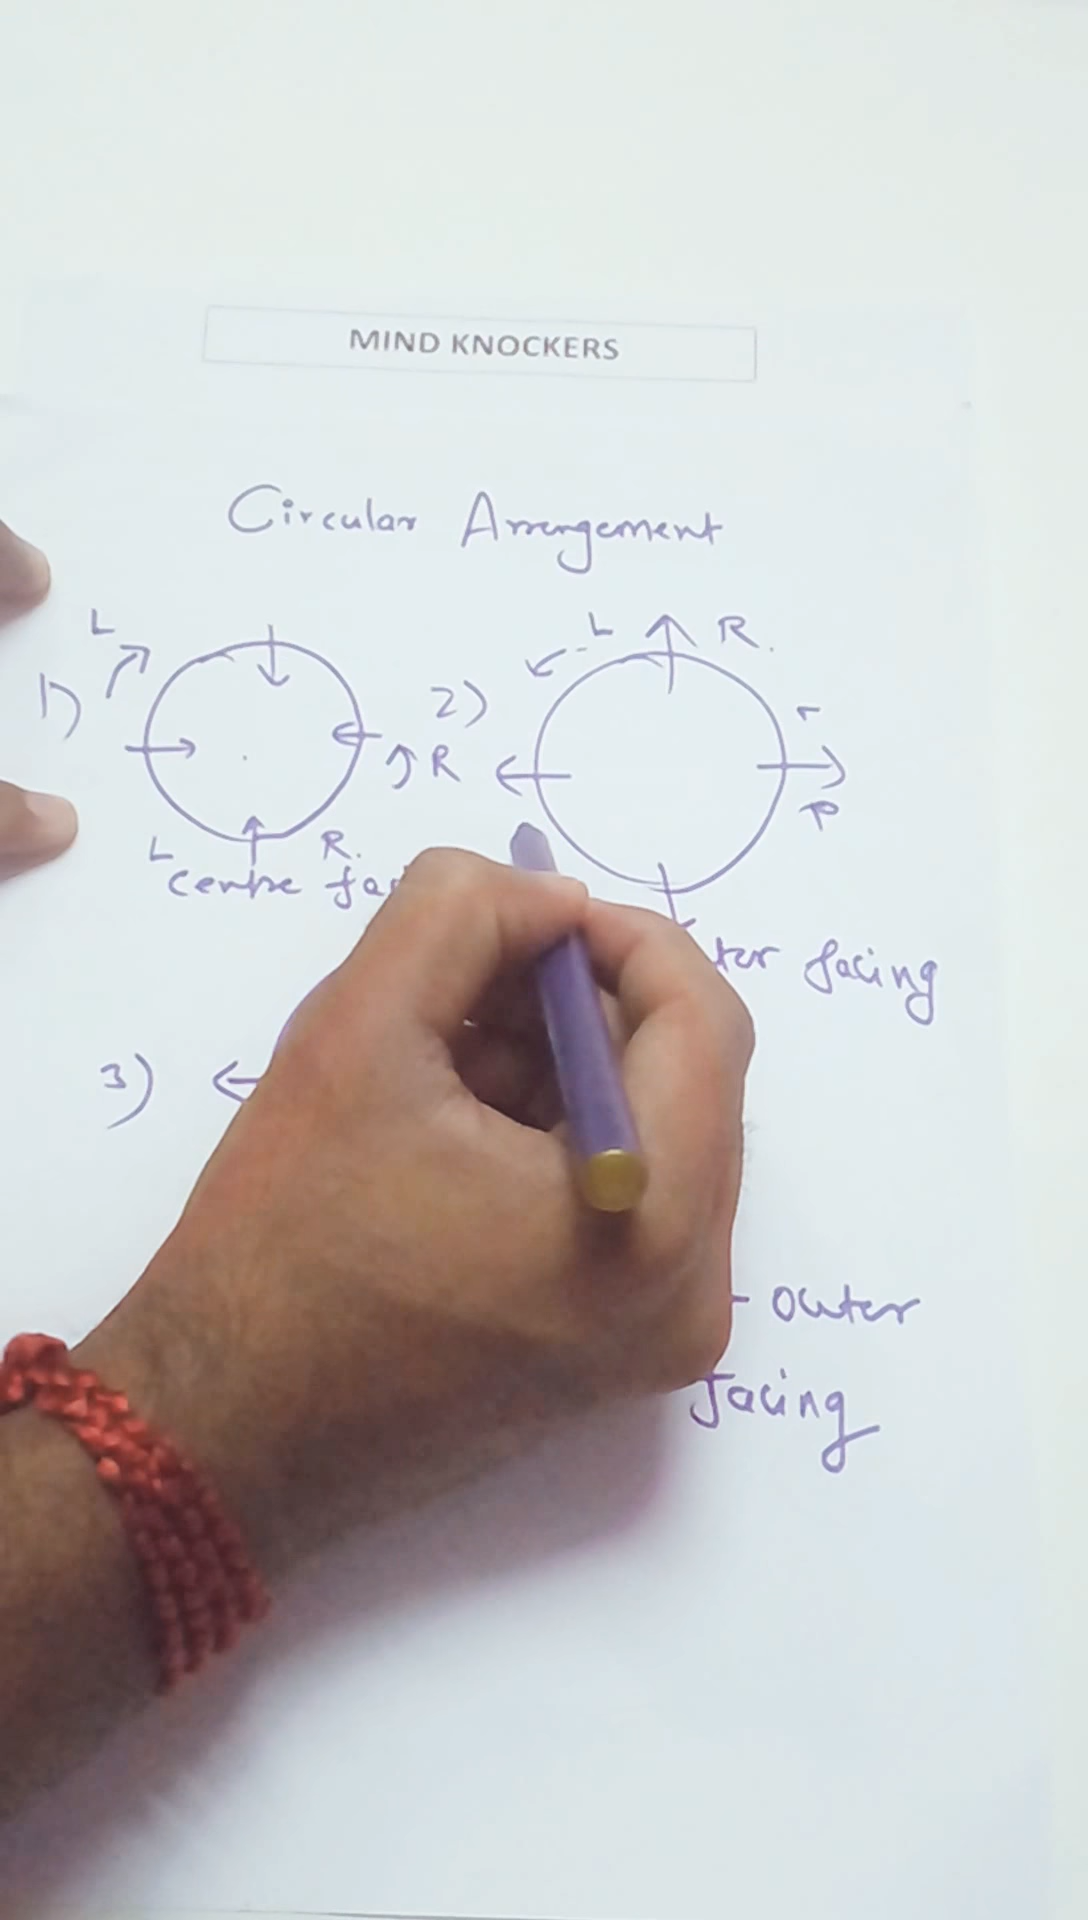 MIND KNOCKERS
Circular Arrangement
L
L R.
1)
2)
R
L
R
L R.
centre
facing
3)
outer
facing